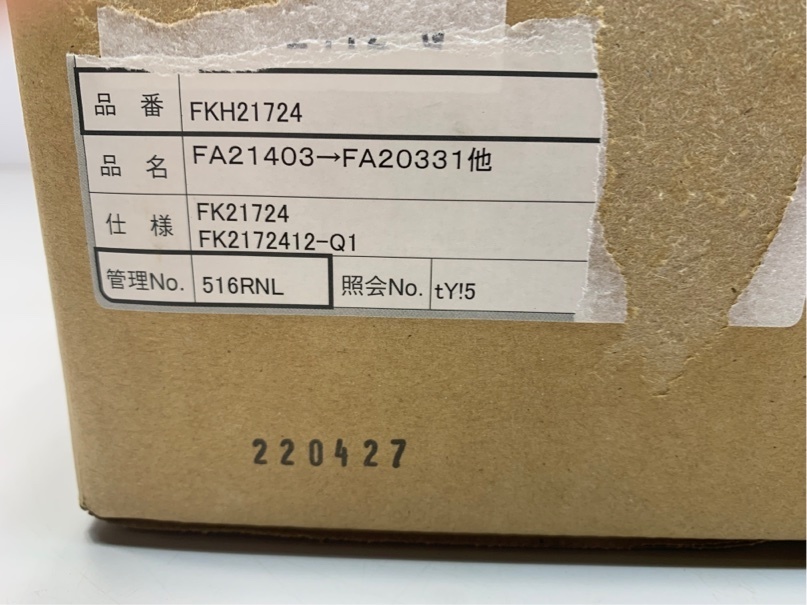 品番 FKH21724
品名 FA21403→FA20331他
仕様 FK21724
FK2172412-Q1
管理No. 516RNL 照会No. tY!5
220427